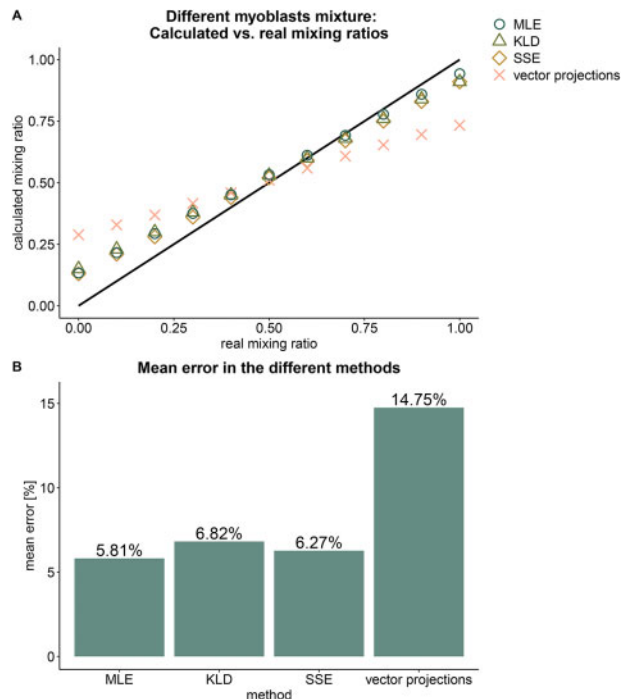 A
Different myoblasts mixture:
Calculated vs. real mixing ratios
MLE
KLD
SSE
vector projections
calculated mixing ratio
1.00
0.75
0.50
0.25
0.00
0.00 0.25 0.50 0.75 1.00
real mixing ratio
B
Mean error in the different methods
mean error [%]
15
10
5
0
5.81%
6.82%
6.27%
14.75%
MLE KLD SSE vector projections
method